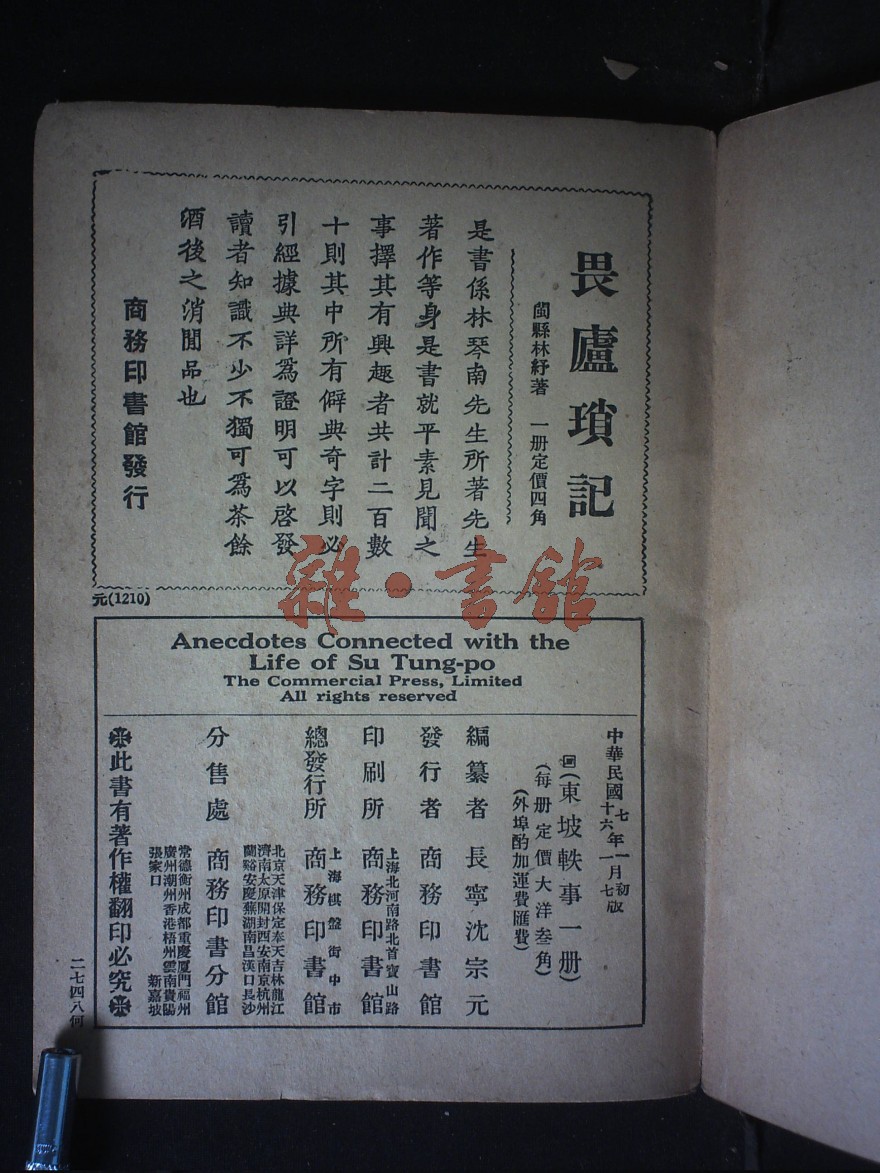 畏廬瑣記
閩縣林紓著 一册定價四角
是書係林琴南先生所著先生
著作等身是書就平素見聞之
事擇其有興趣者共計二百數
十則其中所有僻典奇字則必
引經據典詳爲證明可以啓發
讀者知識不少不獨可爲茶餘
酒後之消閒品也
商務印書館發行
元(1210)
雜·書館
Anecdotes Connected with the
Life of Su Tung-po
The Commercial Press, Limited
All rights reserved
中華民國
七年一月初
十六年一七版
(東坡軼事一册)
(每册定價大洋叁角)
(外埠酌加運費匯費)
編纂者 長寧沈宗元
發行者 商務印書館
印刷所 上海北河南路北首寶山路 商務印書館
總發行所 上海棋盤街中市 商務印書館
分售處 商務印書分館
北京天津保定奉天吉林龍江
濟南太原開封西安南京杭州
蘭谿安慶蕪湖南昌漢口長沙
常德衡州成都重慶厦門福州
廣州潮州香港梧州雲南貴陽
張家口 新嘉坡
此書有著作權翻印必究
二七四八何